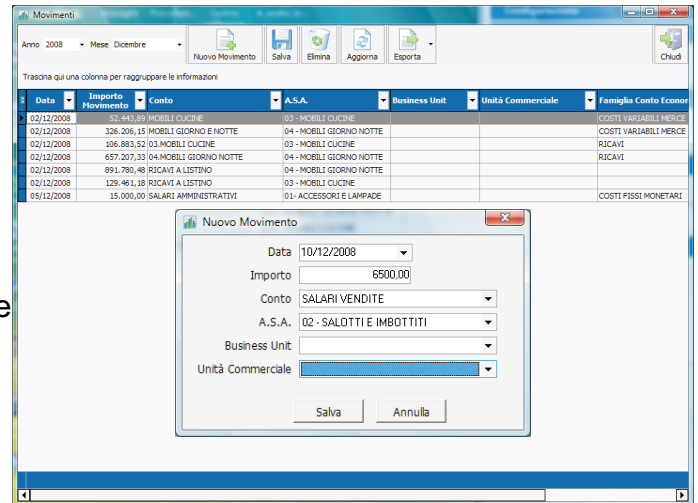 Movimenti
Anno 2008 Mese Dicembre Nuovo Movimento Salva Elimina Aggiorna Esporta Chiudi
Trascina qui una colonna per raggruppare le informazioni
Data Importo Movimento Conto A.S.A. Business Unit Unità Commerciale Famiglia Conto Econor
02/12/2008 52.443,89 MOBILI CUCINE 03 - MOBILI CUCINE COSTI VARIABILI MERCE
02/12/2008 326.206,15 MOBILI GIORNO E NOTTE 04 - MOBILI GIORNO NOTTE COSTI VARIABILI MERCE
02/12/2008 106.883,52 03.MOBILI CUCINE 03 - MOBILI CUCINE RICAVI
02/12/2008 657.207,33 04.MOBILI GIORNO NOTTE 04 - MOBILI GIORNO NOTTE RICAVI
02/12/2008 891.780,48 RICAVI A LISTINO 04 - MOBILI GIORNO NOTTE
02/12/2008 129.461,18 RICAVI A LISTINO 03 - MOBILI CUCINE
05/12/2008 15.000,00 SALARI AMMINISTRATIVI 01- ACCESSORI E LAMPADE COSTI FISSI MONETARI
e
Nuovo Movimento
Data 10/12/2008
Importo 6500,00
Conto SALARI VENDITE
A.S.A. 02 - SALOTTI E IMBOTTITI
Business Unit
Unità Commerciale
Salva Annulla